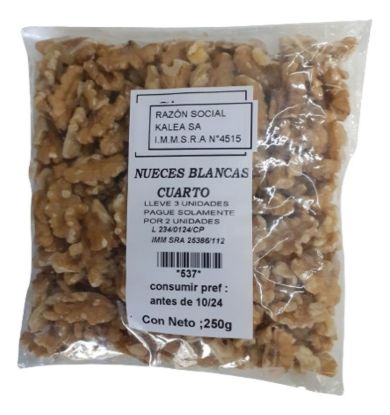 RAZÓN SOCIAL
KALEA SA
I.M.M.S.R.A N°4515
NUECES BLANCAS
CUARTO
LLEVE 3 UNIDADES
PAGUE SOLAMENTE
POR 2 UNIDADES
L 234/0124/CP
IMM SRA 25386/112
*537*
consumir pref :
antes de 10/24
Con Neto ;250g